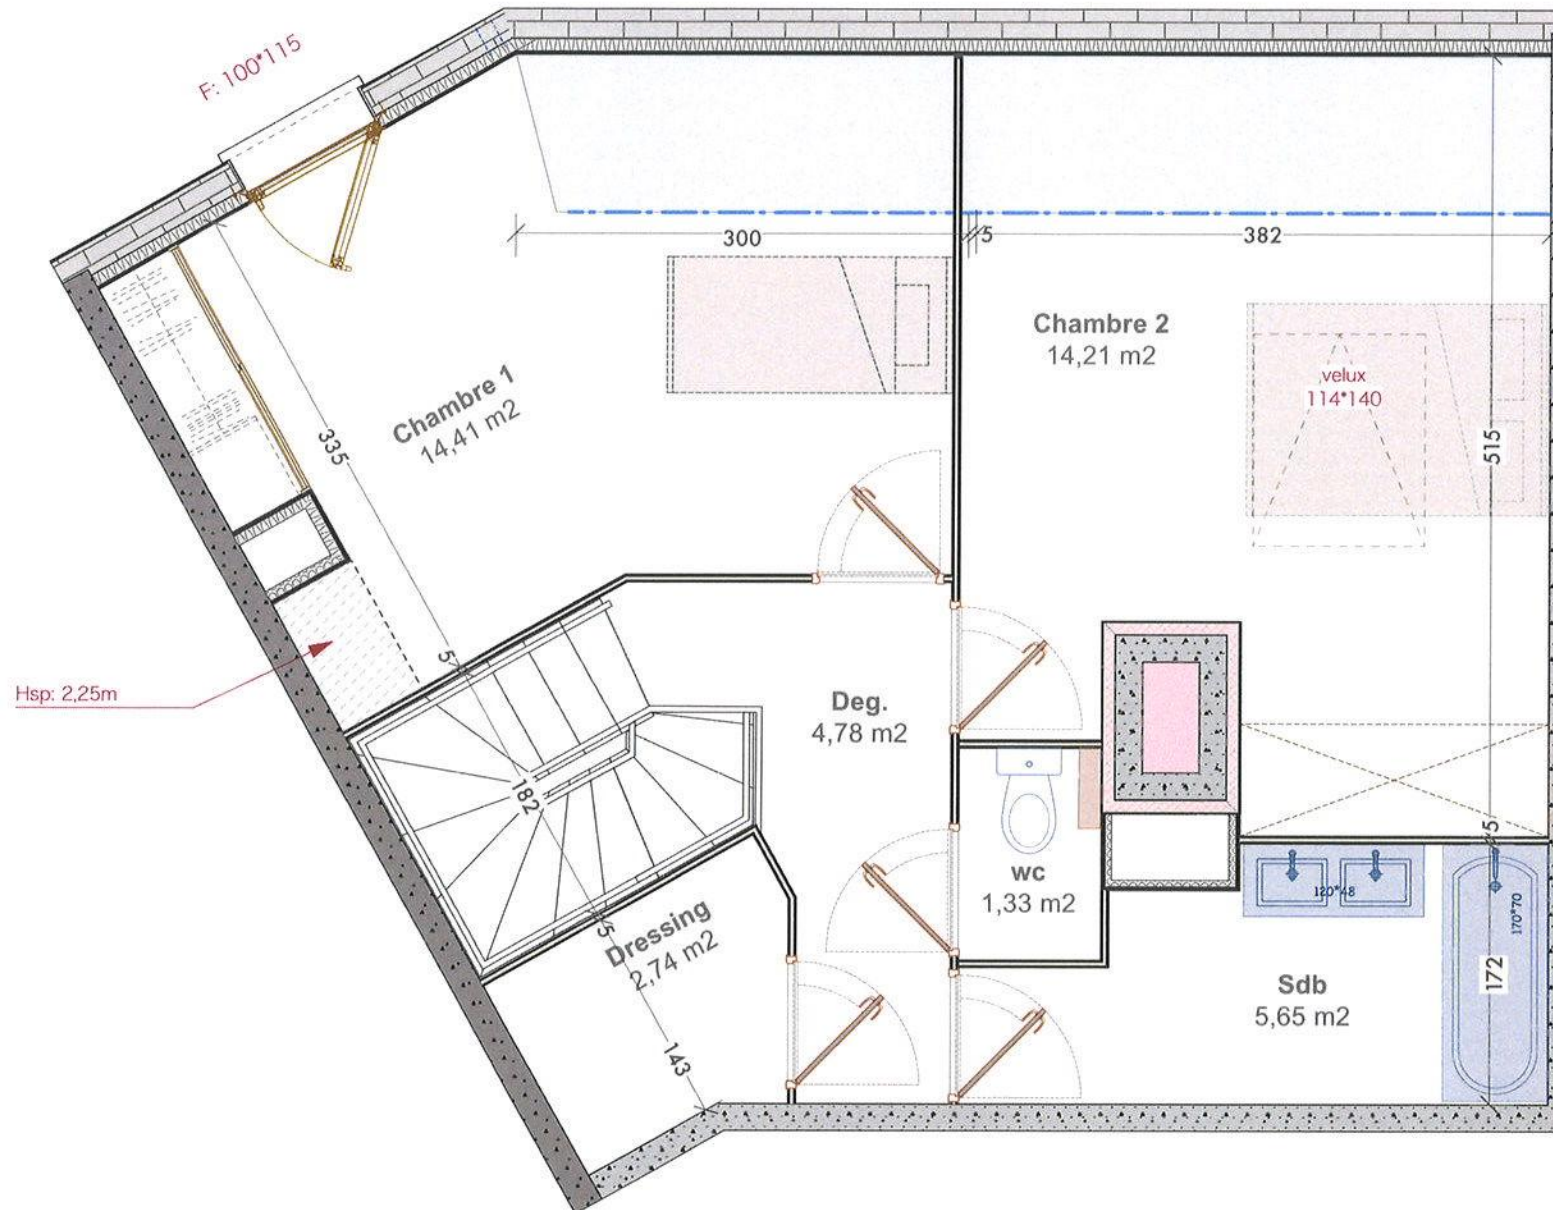 F: 100*115
300
5
382
Chambre 2
14,21 m2
velux
114*140
Chambre 1
14,41 m2
335
515
5
Hsp: 2,25m
Deg.
4,78 m2
182
5
wc
1,33 m2
120*48
170*70
Dressing
2,74 m2
5
172
Sdb
5,65 m2
143